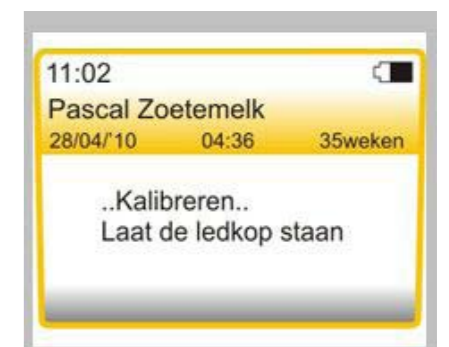 11:02
Pascal Zoetemelk
28/04/'10 04:36 35weken
..Kalibreren..
Laat de ledkop staan